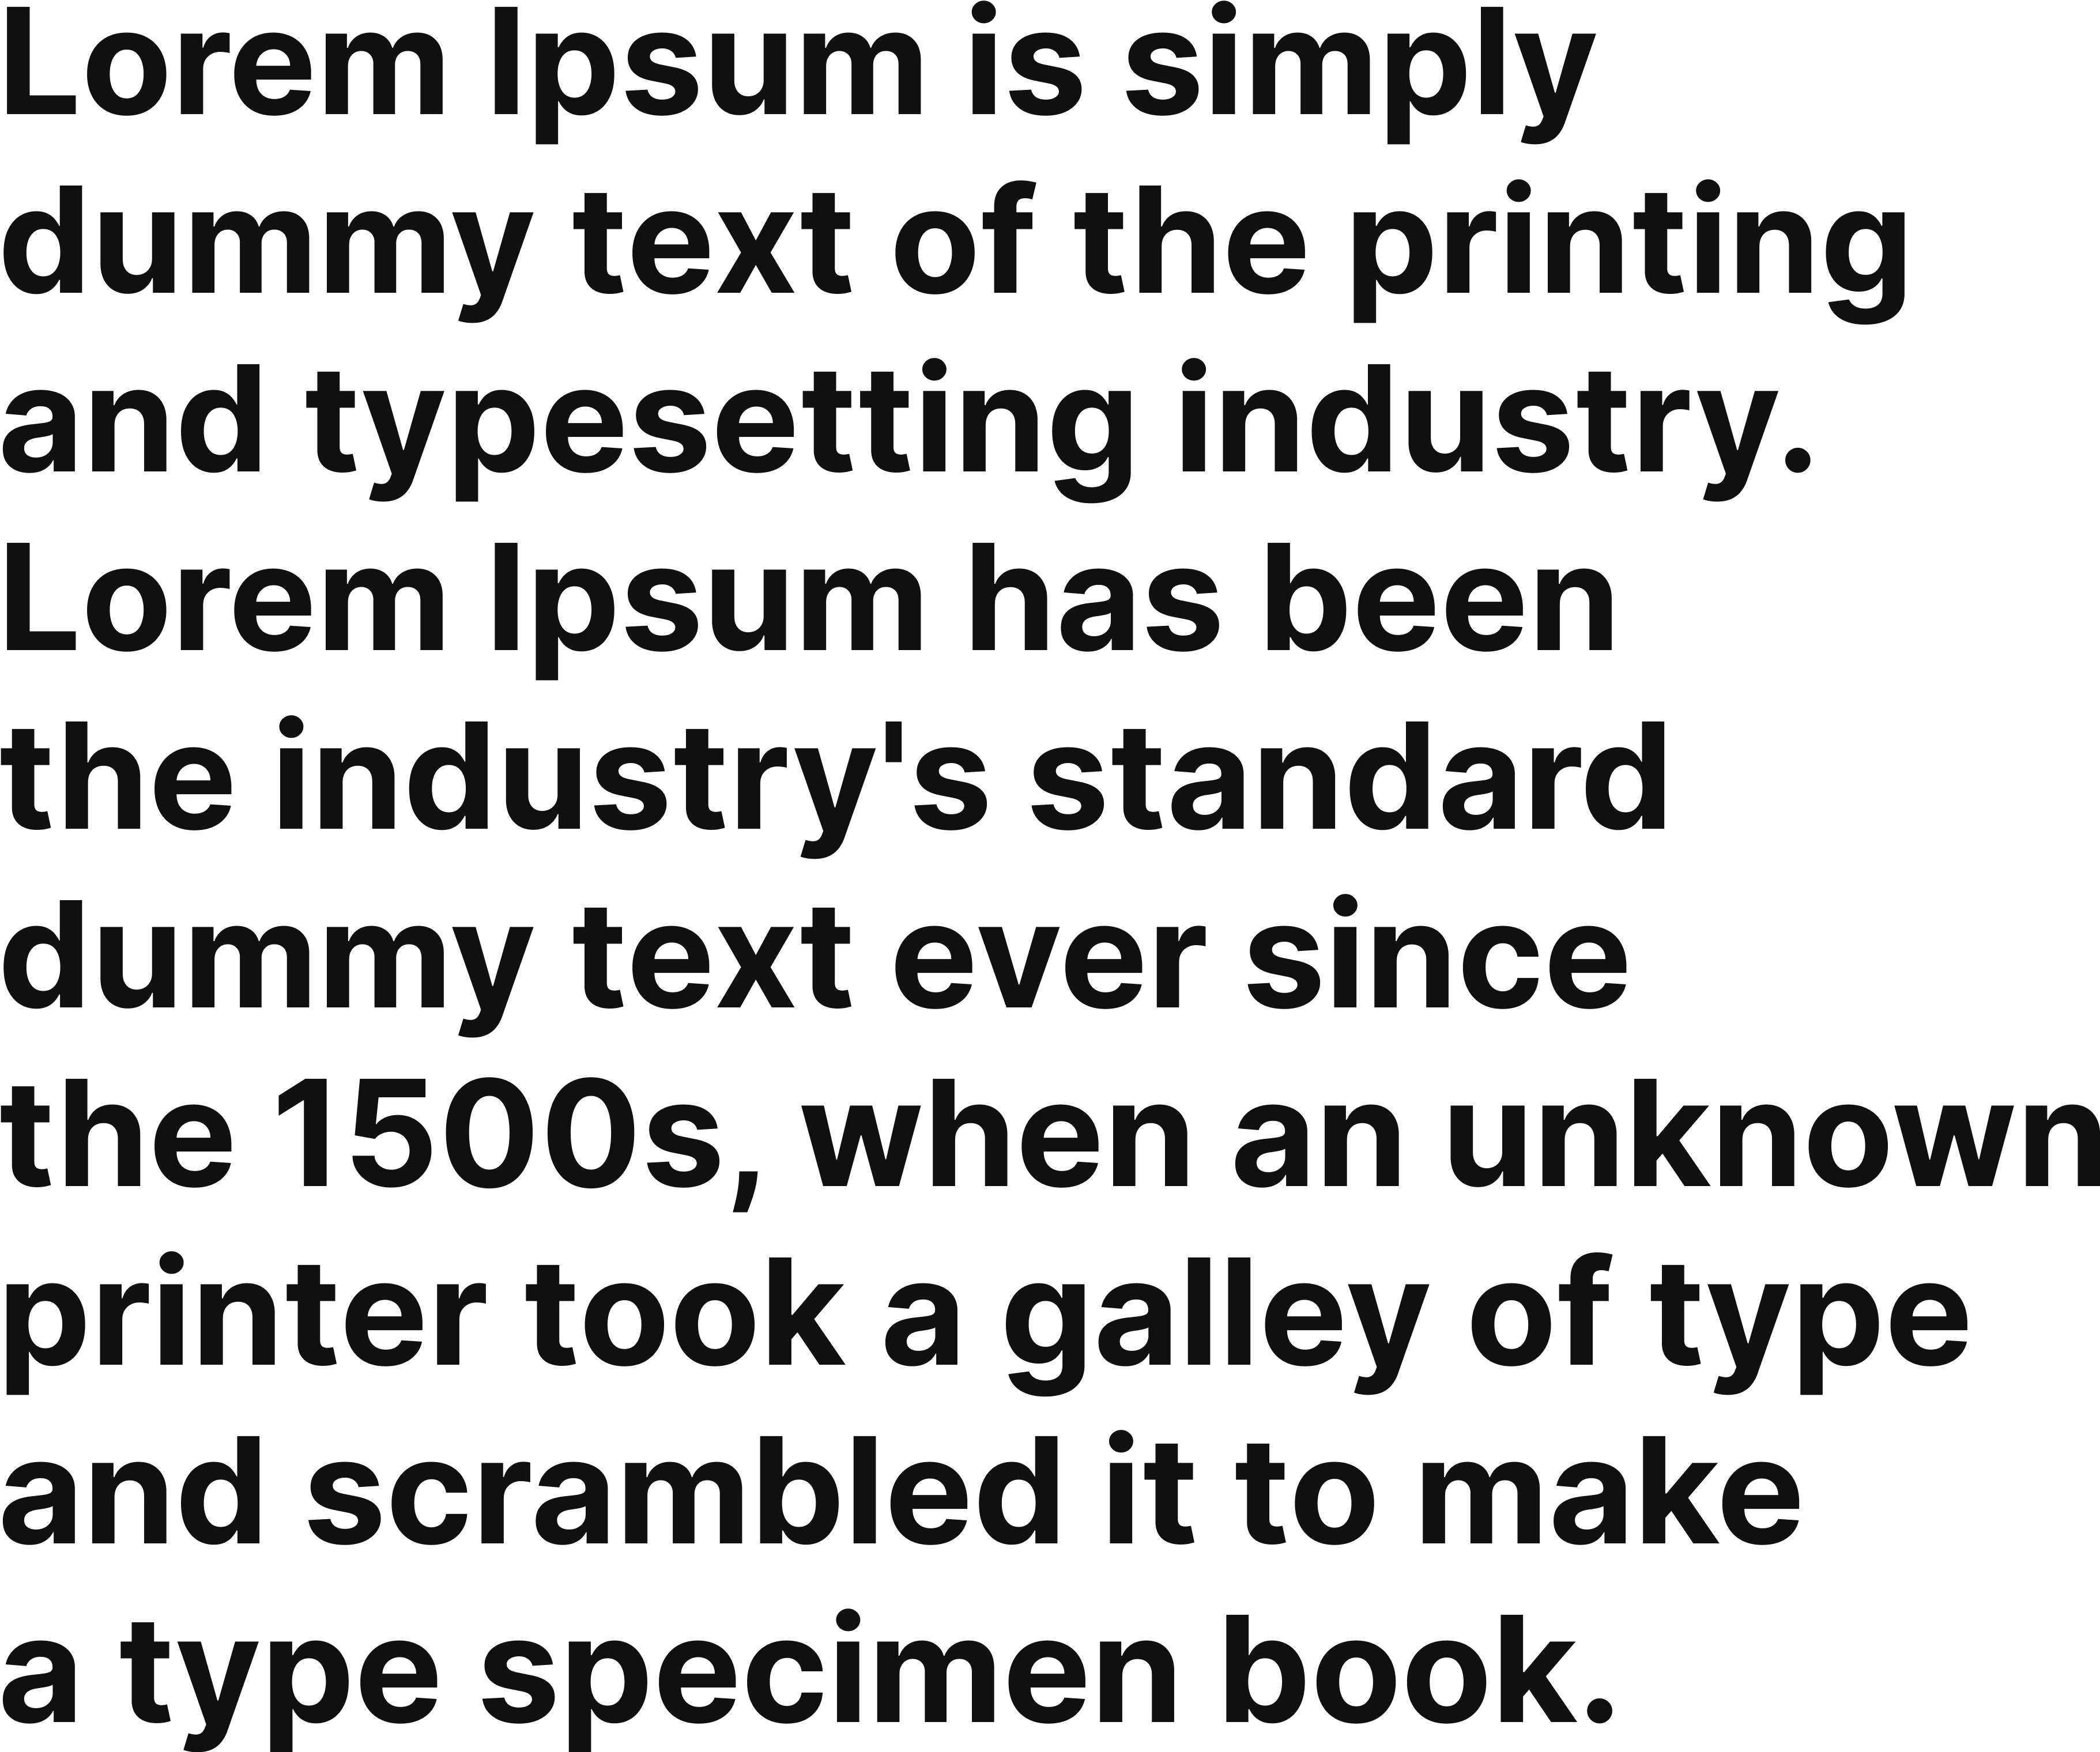 Lorem Ipsum is simply
dummy text of the printing
and typesetting industry.
Lorem Ipsum has been
the industry's standard
dummy text ever since
the 1500s, when an unknown
printer took a galley of type
and scrambled it to make
a type specimen book.